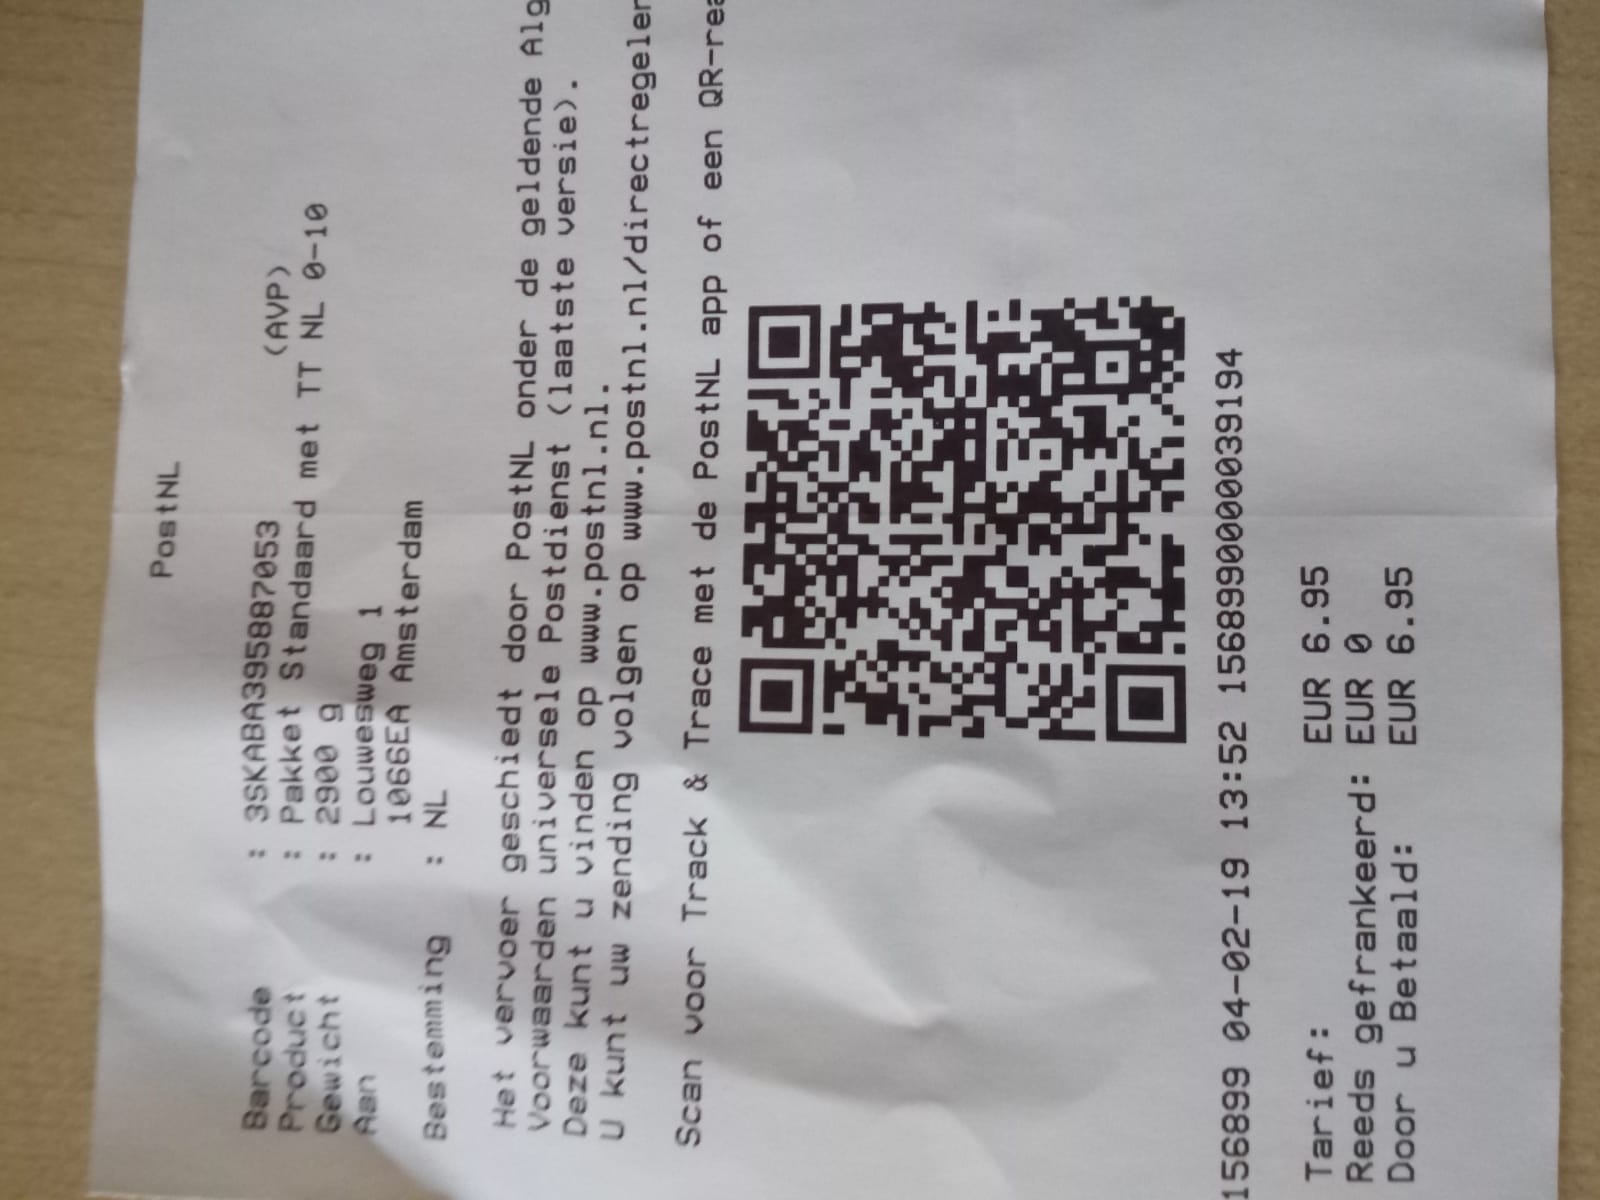 PostNL
Barcode : 3SKABA395887053
Product : Pakket Standaard met TT NL 0-10
(AVP)
Gewicht : 2900 g
Aan : Louwesweg 1
1066EA Amsterdam
Bestemming : NL
Het vervoer geschiedt door PostNL onder de geldende Alg
Voorwaarden universele Postdienst (laatste versie).
Deze kunt u vinden op www.postnl.nl.
U kunt uw zending volgen op www.postnl.nl/directregelen
Scan voor Track & Trace met de PostNL app of een QR-rea
156899 04-02-19 13:52 1568990000039194
Tarief: EUR 6.95
Reeds gefrankeerd: EUR 0
Door u Betaald: EUR 6.95